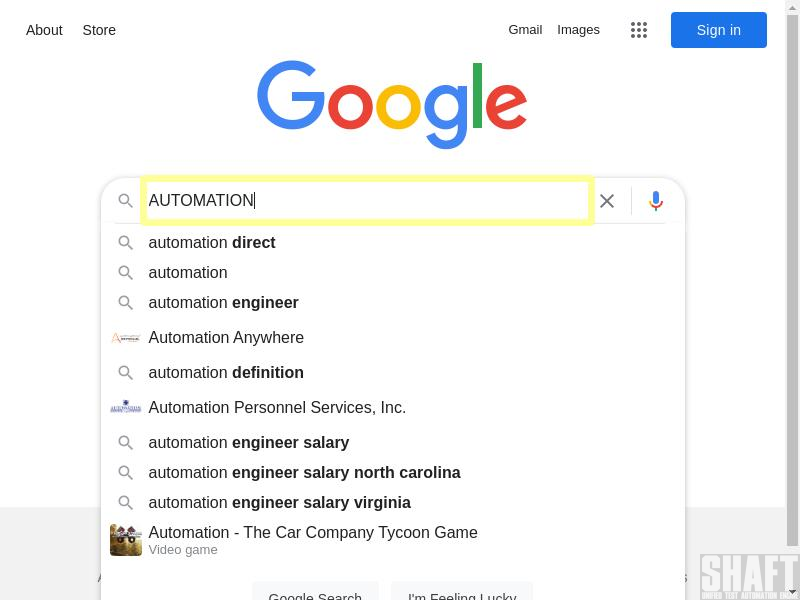 About Store Gmail Images Sign in
Google
AUTOMATION
automation direct
automation
automation engineer
Automation Anywhere
automation definition
Automation Personnel Services, Inc.
automation engineer salary
automation engineer salary north carolina
automation engineer salary virginia
Automation - The Car Company Tycoon Game
Video game
Google Search I'm Feeling Lucky
SHAFT